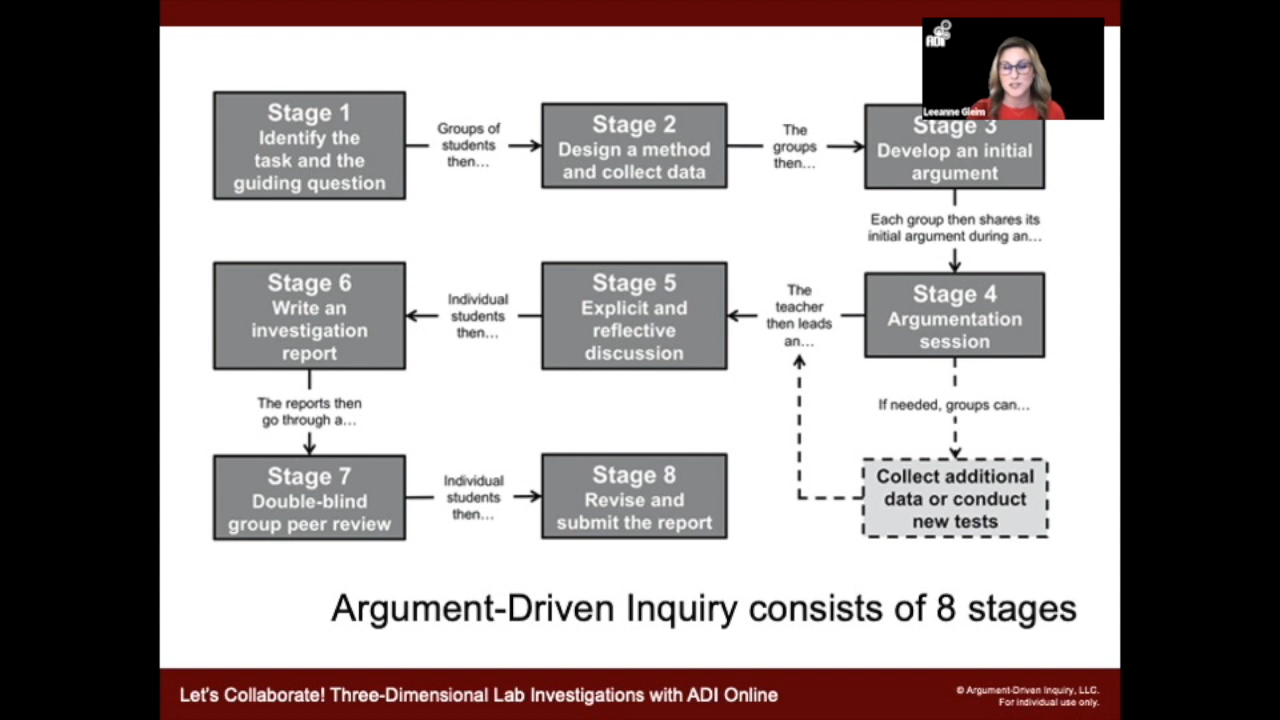 ADI
Leeanne Gleim
Stage 1
Identify the
task and the
guiding question
Groups of
students
then...
Stage 2
Design a method
and collect data
The
groups
then...
Stage 3
Develop an initial
argument
Each group then shares its
initial argument during an...
Stage 4
Argumentation
session
The
teacher
then leads
an...
Stage 5
Explicit and
reflective
discussion
Individual
students
then...
Stage 6
Write an
investigation
report
If needed, groups can...
Collect additional
data or conduct
new tests
The reports then
go through a...
Stage 7
Double-blind
group peer review
Individual
students
then...
Stage 8
Revise and
submit the report
Argument-Driven Inquiry consists of 8 stages
Let's Collaborate! Three-Dimensional Lab Investigations with ADI Online
© Argument-Driven Inquiry, LLC.
For individual use only.